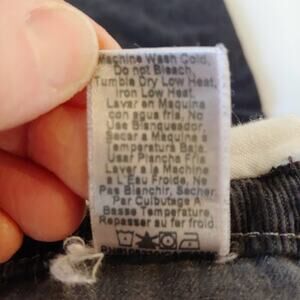 Machine Wash Cold,
Do not Bleach,
Tumble Dry Low Heat,
Iron Low Heat.
Lavar en Maquina
con agua fria, No
Use Blanqueador,
Secar a Maquina a
Temperatura Baja.
Usar Plancha Fria
Laver a la Machine
a L'Eau Froide, Ne
Pas Blanchir, Secher
Par Culbutage A
Basse Temperature,
Repasser au fer froid.